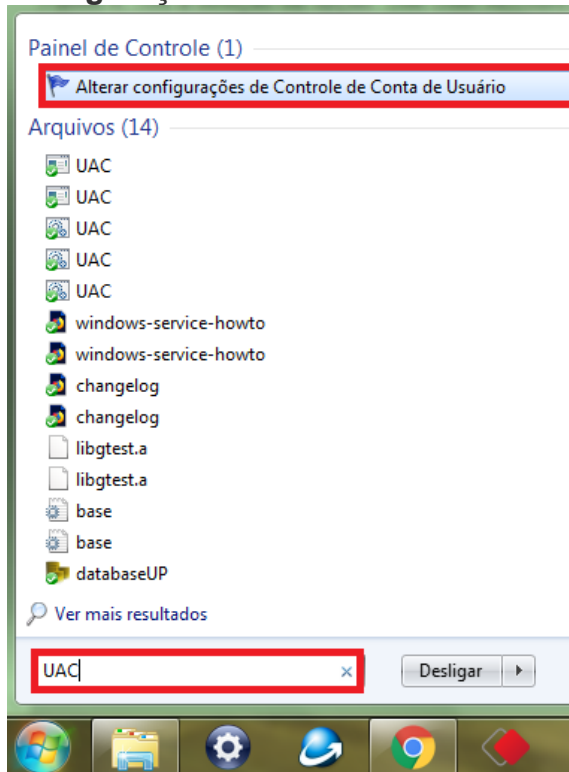 Painel de Controle (1)
Alterar configurações de Controle de Conta de Usuário
Arquivos (14)
UAC
UAC
UAC
UAC
UAC
windows-service-howto
windows-service-howto
changelog
changelog
libgtest.a
libgtest.a
base
base
databaseUP
Ver mais resultados
UAC
Desligar